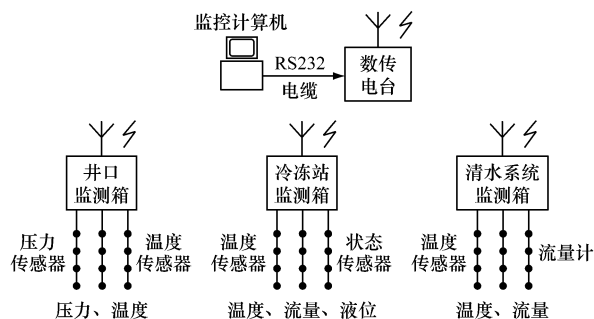 监控计算机
RS232
电缆
数传
电台
井口
监测箱
冷冻站
监测箱
清水系统
监测箱
压力
传感器
温度
传感器
温度
传感器
状态
传感器
温度
传感器
流量计
压力、温度
温度、流量、液位
温度、流量